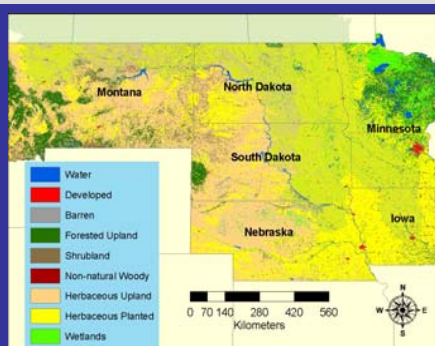 Montana
North Dakota
Minnesota
South Dakota
Iowa
Nebraska
Water
Developed
Barren
Forested Upland
Shrubland
Non-natural Woody
Herbaceous Upland
Herbaceous Planted
Wetlands
0 70 140 280 420 560
Kilometers
N
W E
S